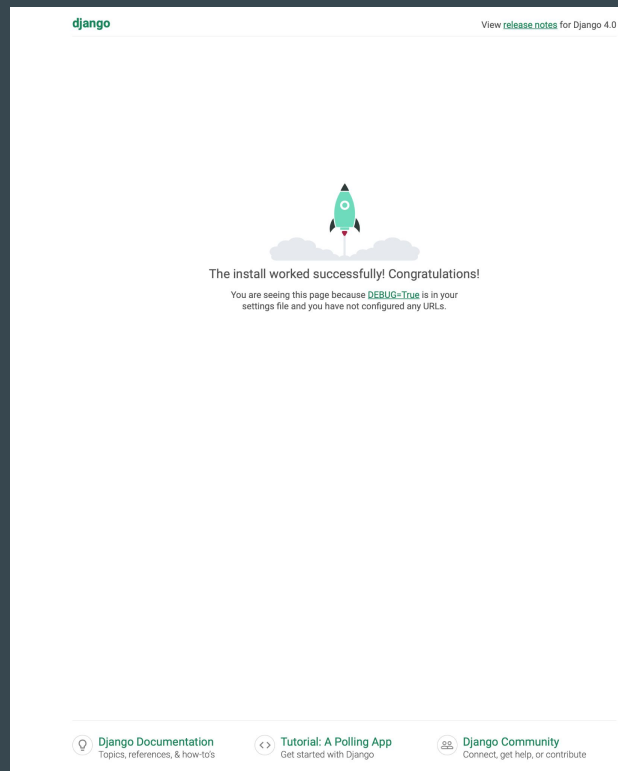 django
View release notes for Django 4.0
The install worked successfully! Congratulations!
You are seeing this page because DEBUG=True is in your
settings file and you have not configured any URLs.
Django Documentation
Topics, references, & how-to's
Tutorial: A Polling App
Get started with Django
Django Community
Connect, get help, or contribute